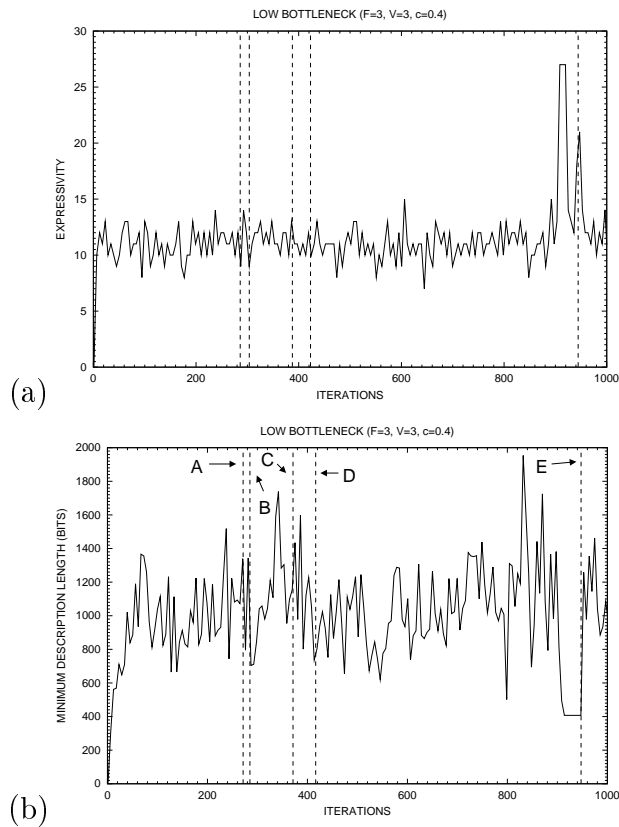 LOW BOTTLENECK (F=3, V=3, c=0.4)
30
25
20
15
10
5
0
EXPRESSIVITY
0 200 400 600 800 1000
ITERATIONS
(a)
LOW BOTTLENECK (F=3, V=3, c=0.4)
2000
1800
1600
1400
1200
1000
800
600
400
200
0
MINIMUM DESCRIPTION LENGTH (BITS)
A
B
C
D
E
0 200 400 600 800 1000
ITERATIONS
(b)